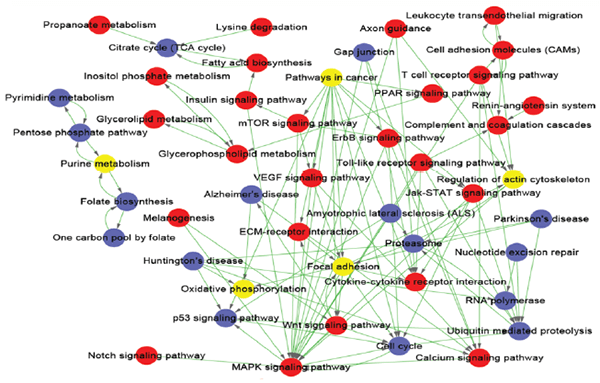 Leukocyte transendothelial migration
Propanoate metabolism
Lysine degradation
Axon guidance
Citrate cycle (TCA cycle)
Gap junction
Cell adhesion molecules (CAMs)
Fatty acid biosynthesis
Inositol phosphate metabolism
Pathways in cancer
T cell receptor signaling pathway
Pyrimidine metabolism
Insulin signaling pathway
PPAR signaling pathway
Renin-angiotensin system
Glycerolipid metabolism
mTOR signaling pathway
Complement and coagulation cascades
Pentose phosphate pathway
ErbB signaling pathway
Glycerophospholipid metabolism
Toll-like receptor signaling pathway
Purine metabolism
VEGF signaling pathway
Regulation of actin cytoskeleton
Alzheimer's disease
Jak-STAT signaling pathway
Folate biosynthesis
Melanogenesis
Amyotrophic lateral sclerosis (ALS)
Parkinson's disease
ECM-receptor interaction
One carbon pool by folate
Proteasome
Nucleotide excision repair
Huntington's disease
Focal adhesion
Cytokine-cytokine receptor interaction
Oxidative phosphorylation
RNA polymerase
p53 signaling pathway
Wnt signaling pathway
Ubiquitin mediated proteolysis
Cell cycle
Notch signaling pathway
MAPK signaling pathway
Calcium signaling pathway